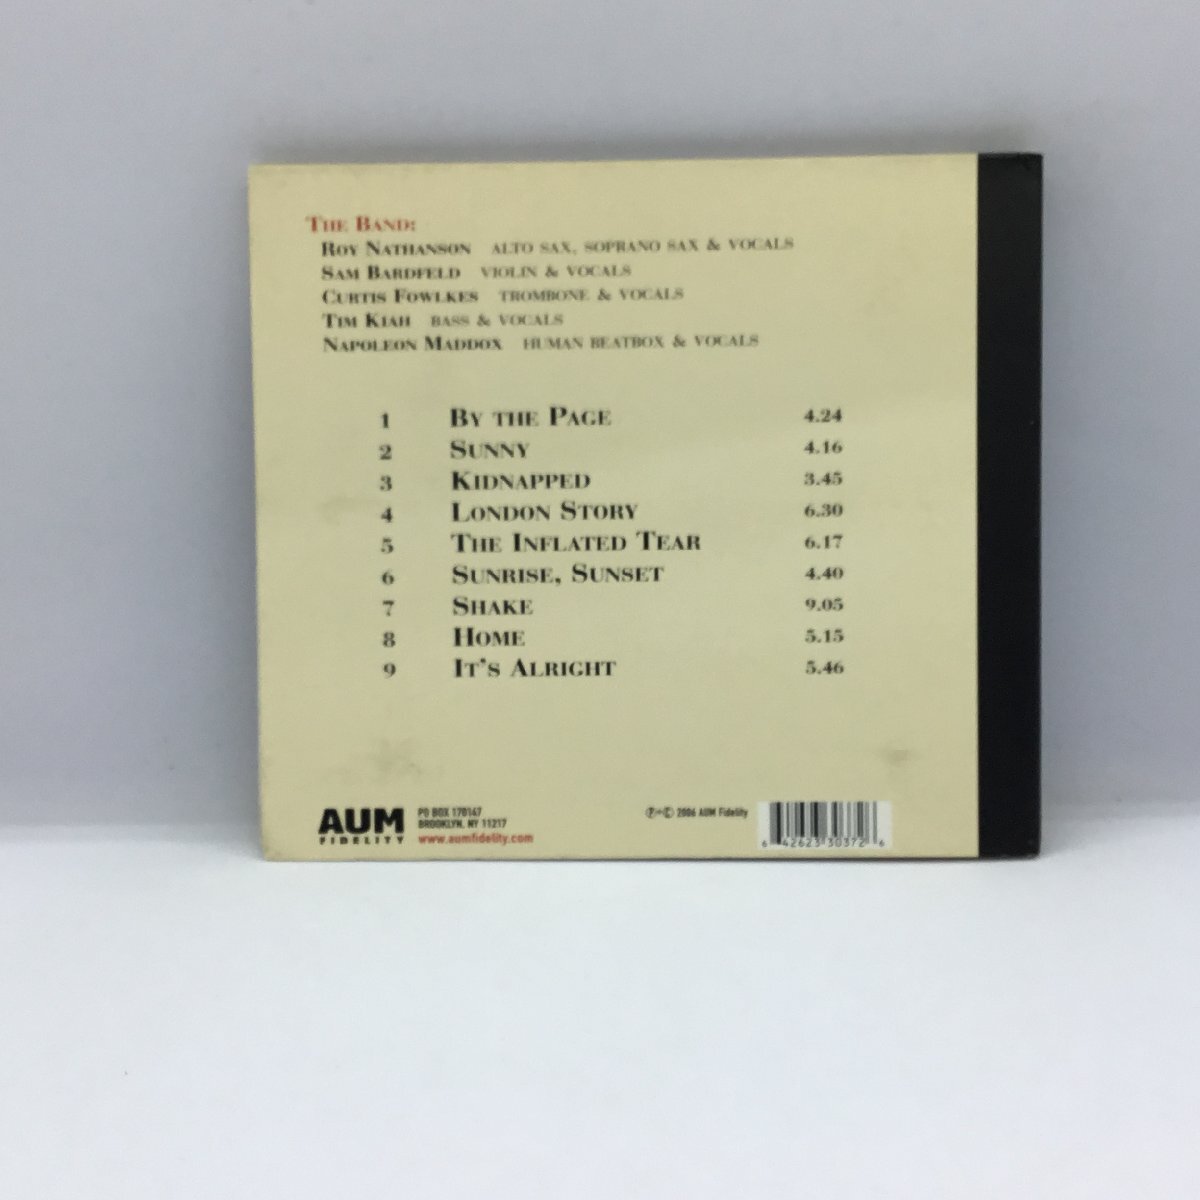 THE BAND:
ROY NATHANSON ALTO SAX, SOPRANO SAX & VOCALS
SAM BARDFELD VIOLIN & VOCALS
CURTIS FOWLKES TROMBONE & VOCALS
TIM KIAH BASS & VOCALS
NAPOLEON MADDOX HUMAN BEATBOX & VOCALS
1 BY THE PAGE 4.24
2 SUNNY 4.16
3 KIDNAPPED 3.45
4 LONDON STORY 6.30
5 THE INFLATED TEAR 6.17
6 SUNRISE, SUNSET 4.40
7 SHAKE 9.05
8 HOME 5.15
9 IT'S ALRIGHT 5.46
AUM
FIDELITY
PO BOX 170147
BROOKLYN, NY 11217
www.aumfidelity.com
℗+© 2006 AUM Fidelity
6 42623 30372 6